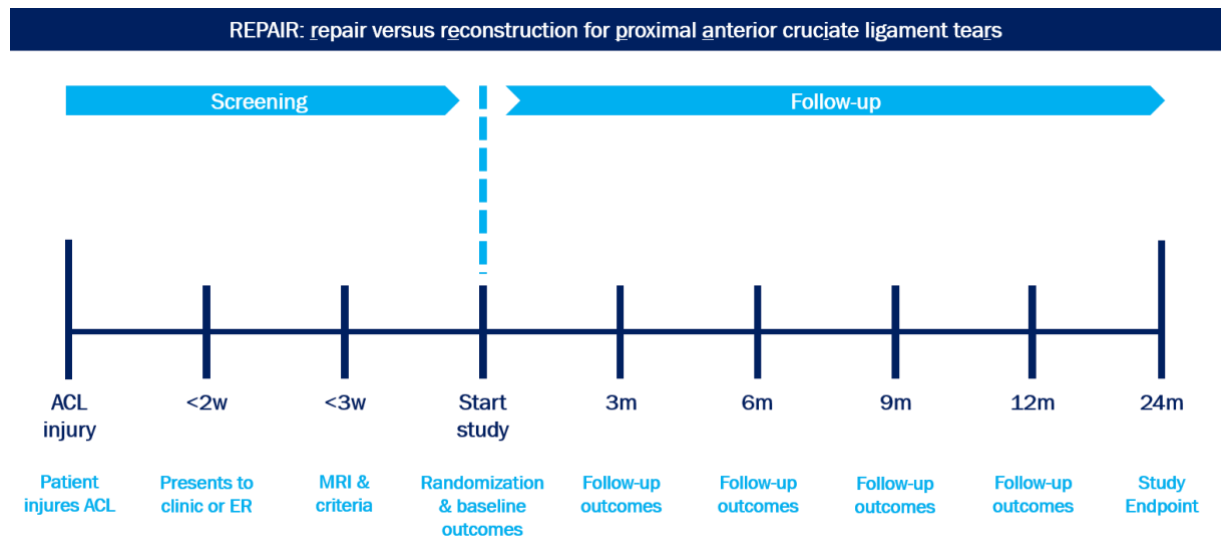 REPAIR: repair versus reconstruction for proximal anterior cruciate ligament tears
Screening
Follow-up
ACL
injury
<2w
<3w
Start
study
3m
6m
9m
12m
24m
Patient
injures ACL
Presents to
clinic or ER
MRI &
criteria
Randomization
& baseline
outcomes
Follow-up
outcomes
Follow-up
outcomes
Follow-up
outcomes
Follow-up
outcomes
Study
Endpoint